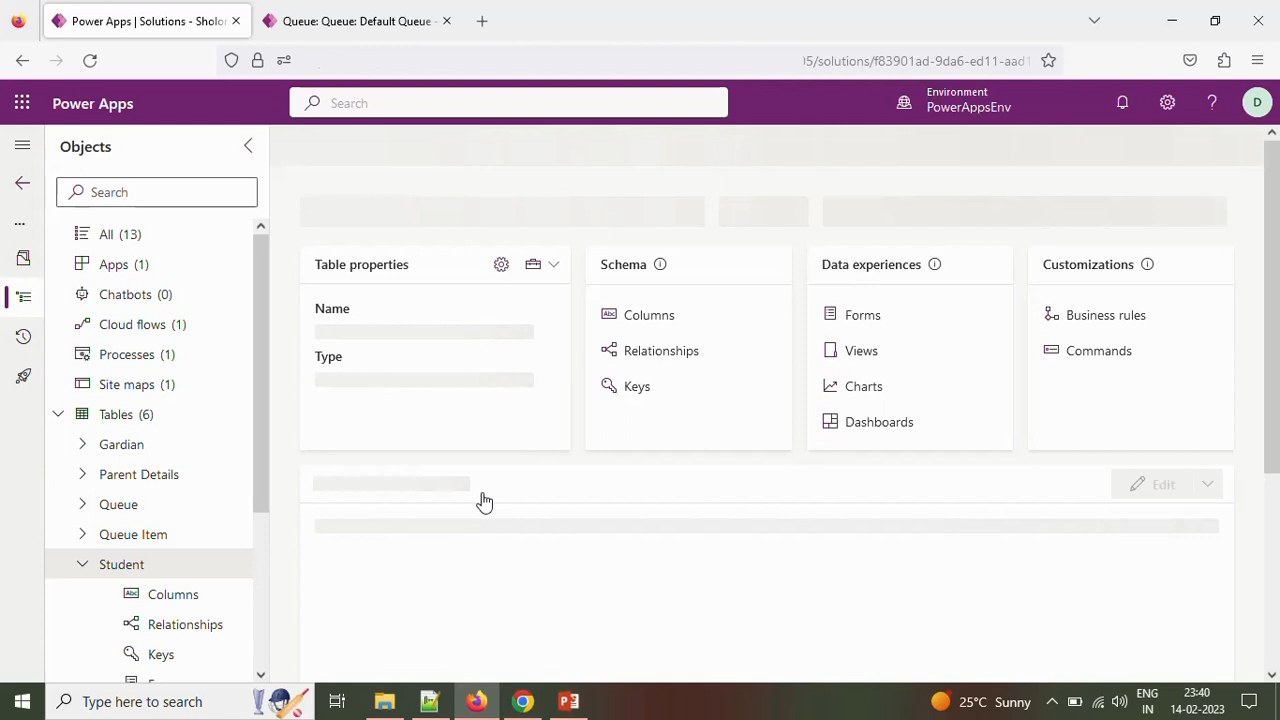 Power Apps | Solutions - Sholo
Queue: Queue: Default Queue -
/solutions/f83901ad-9da6-ed11-aad1
Power Apps
Search
Environment
PowerAppsEnv
D
Objects
Search
All (13)
Apps (1)
Chatbots (0)
Cloud flows (1)
Processes (1)
Site maps (1)
Tables (6)
Gardian
Parent Details
Queue
Queue Item
Student
Columns
Relationships
Keys
Table properties
Name
Type
Schema
Abc Columns
Relationships
Keys
Data experiences
Forms
Views
Charts
Dashboards
Customizations
Business rules
Commands
Edit
Type here to search
25°C Sunny
ENG
IN
23:40
14-02-2023